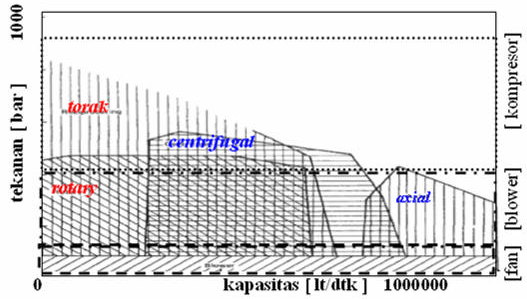 1000
tekanan [ bar ]
torak
centrifugal
rotary
axial
[ kompresor ]
[blower]
[fan]
0
kapasitas [ lt/dtk ]
1000000